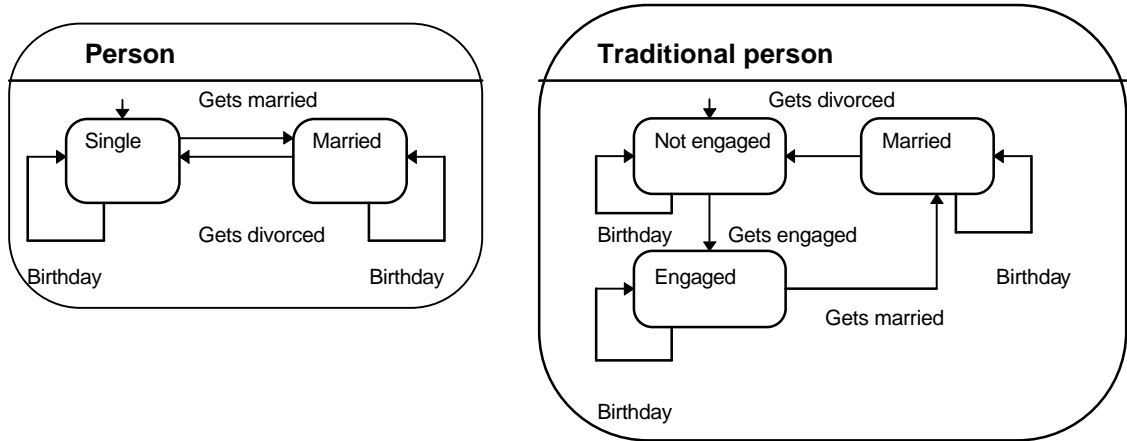 Person
Gets married
Single
Married
Gets divorced
Birthday
Birthday
Traditional person
Gets divorced
Not engaged
Married
Birthday
Gets engaged
Engaged
Birthday
Gets married
Birthday